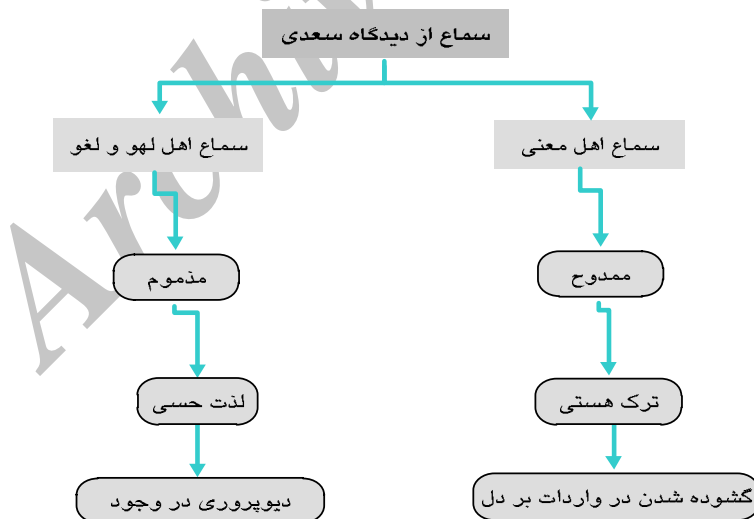 سماع از دیدگاه سعدی
سماع اهل معنی
سماع اهل لهو و لغو
ممدوح
مذموم
ترک هستی
لذت حسی
گشوده شدن در واردات بر دل
دیوپروری در وجود
Archi